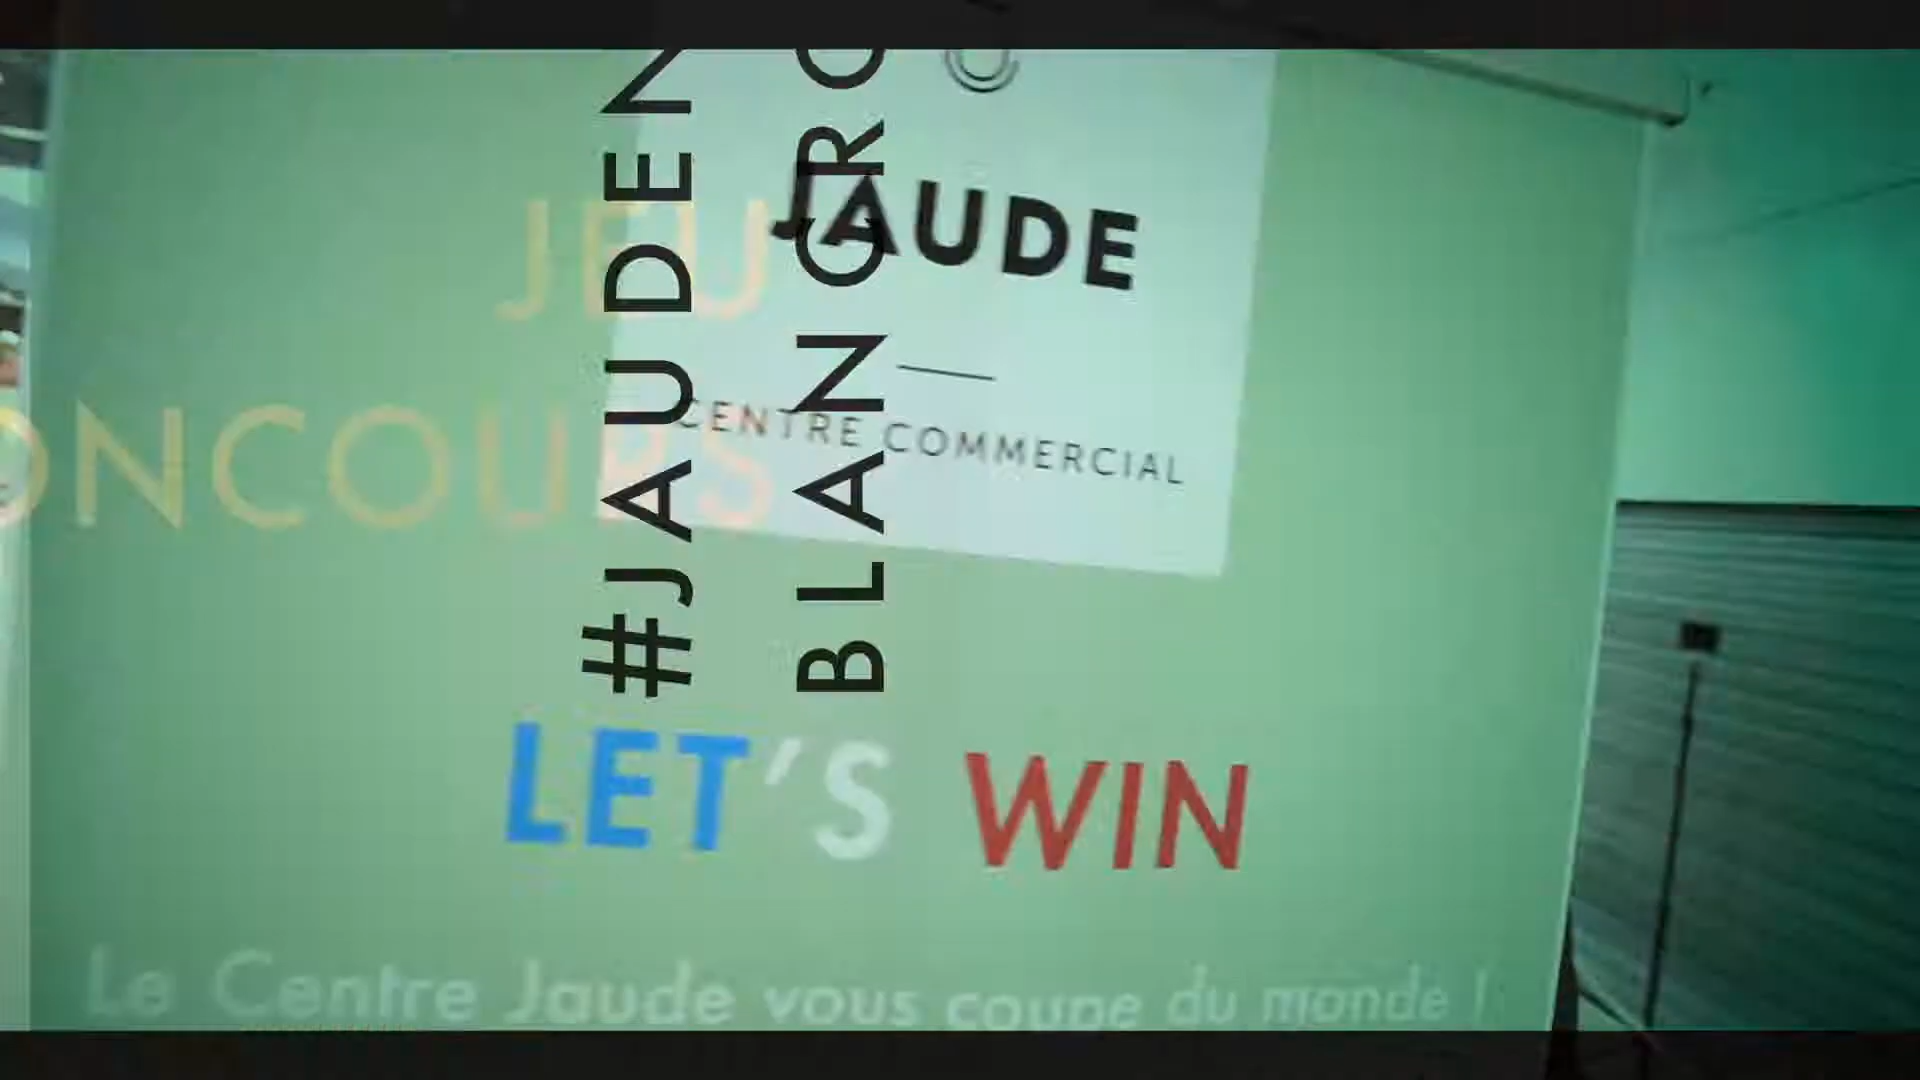 JAUDE
CENTRE COMMERCIAL
JEU
ONCOURS
#JAUDEN
BLANC
LET'S WIN
Le Centre Jaude vous coupe du monde !